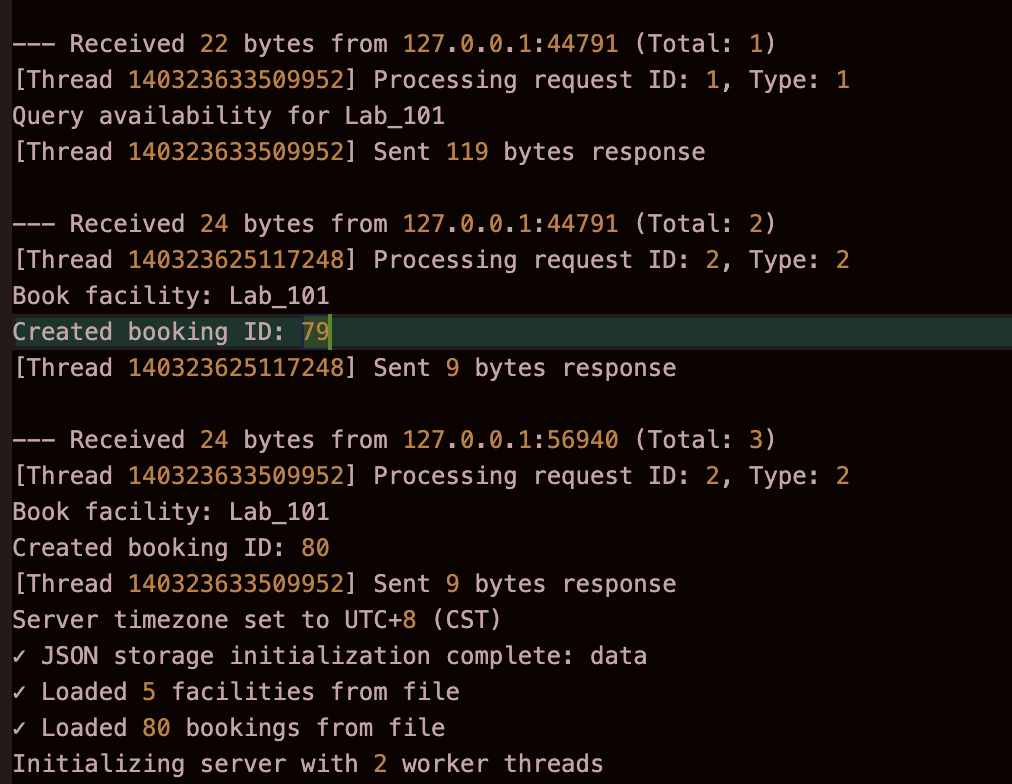 --- Received 22 bytes from 127.0.0.1:44791 (Total: 1)
[Thread 140323633509952] Processing request ID: 1, Type: 1
Query availability for Lab_101
[Thread 140323633509952] Sent 119 bytes response
--- Received 24 bytes from 127.0.0.1:44791 (Total: 2)
[Thread 140323625117248] Processing request ID: 2, Type: 2
Book facility: Lab_101
Created booking ID: 79
[Thread 140323625117248] Sent 9 bytes response
--- Received 24 bytes from 127.0.0.1:56940 (Total: 3)
[Thread 140323633509952] Processing request ID: 2, Type: 2
Book facility: Lab_101
Created booking ID: 80
[Thread 140323633509952] Sent 9 bytes response
Server timezone set to UTC+8 (CST)
✓ JSON storage initialization complete: data
✓ Loaded 5 facilities from file
✓ Loaded 80 bookings from file
Initializing server with 2 worker threads